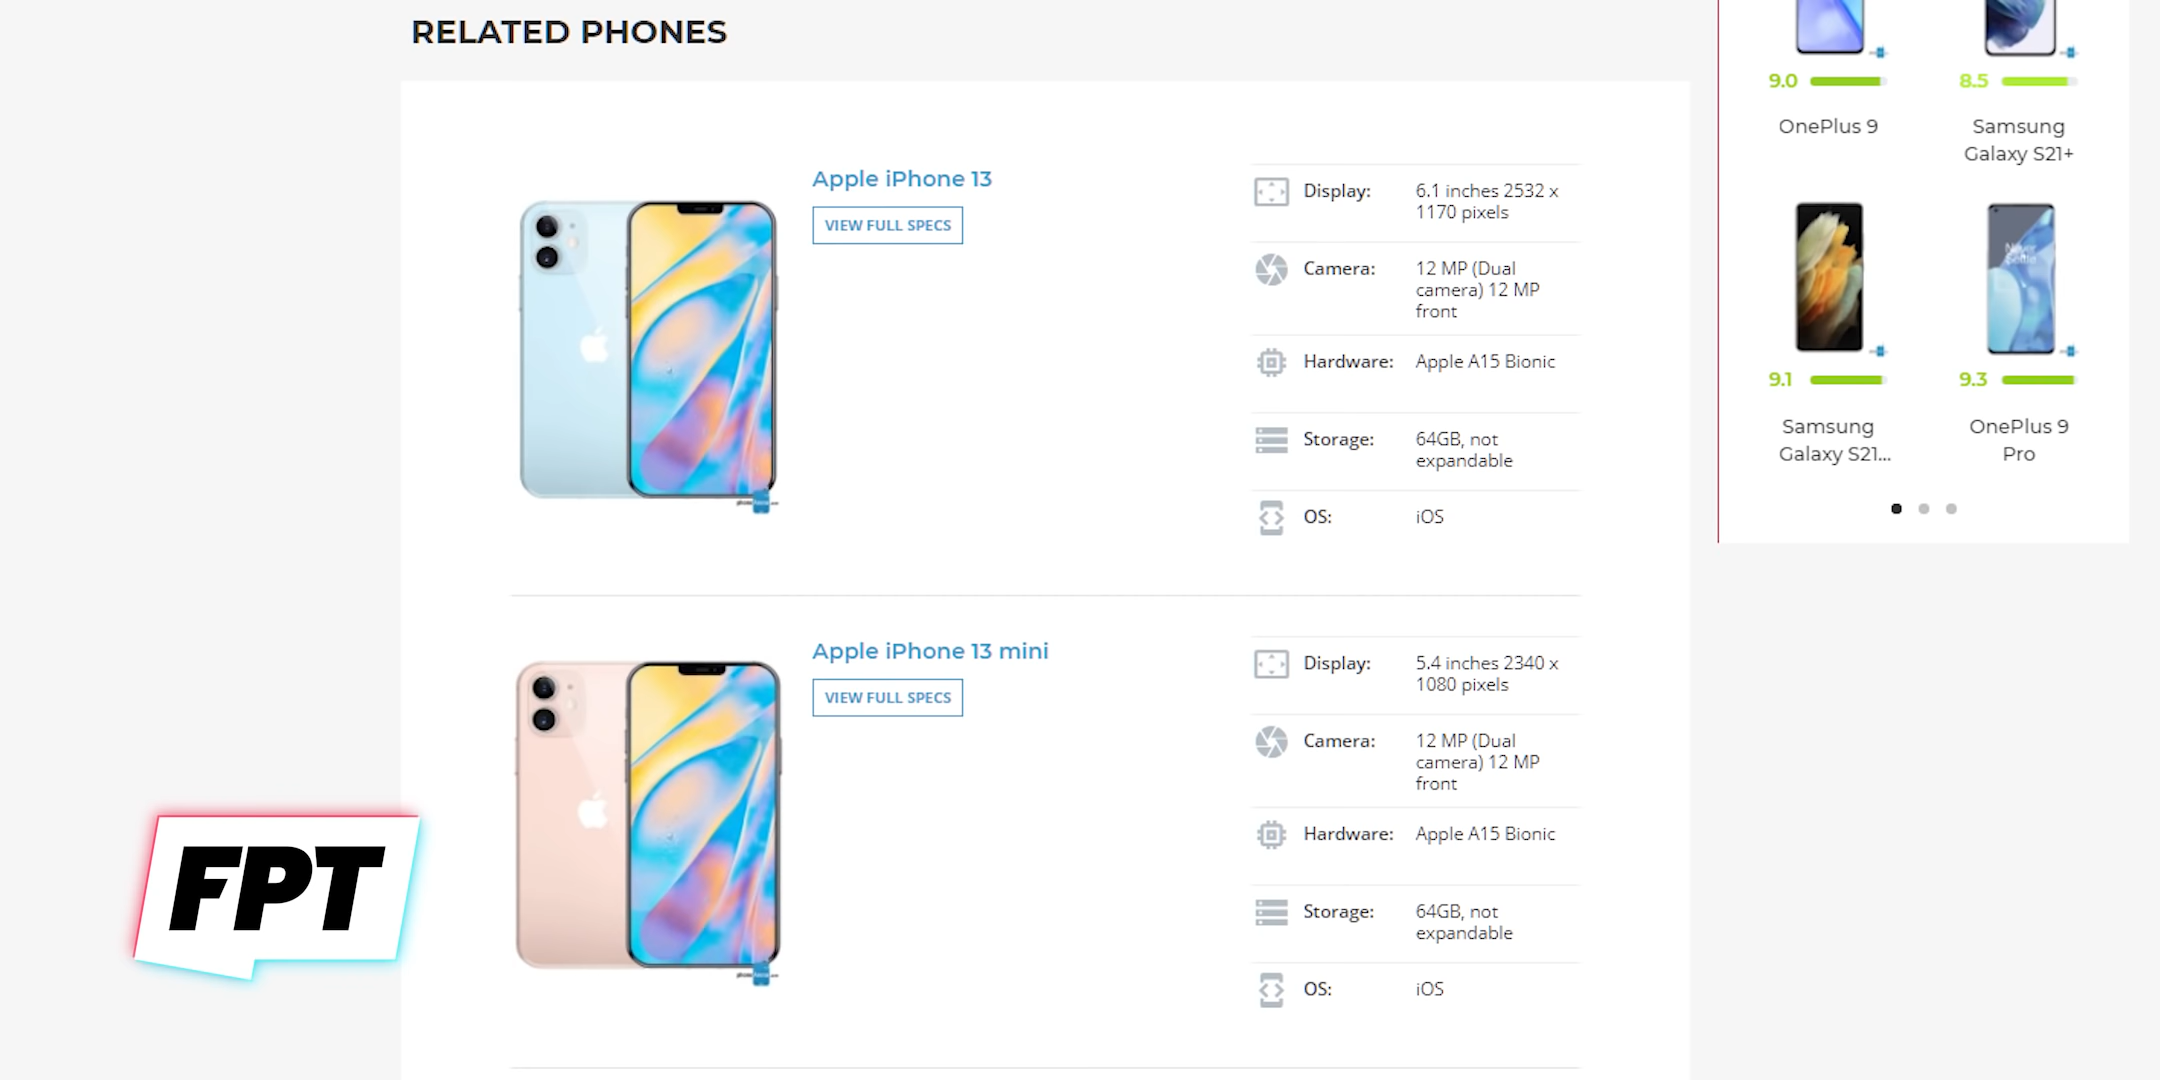 RELATED PHONES
Apple iPhone 13
VIEW FULL SPECS
Display:
6.1 inches 2532 x
1170 pixels
Camera:
12 MP (Dual
camera) 12 MP
front
Hardware:
Apple A15 Bionic
Storage:
64GB, not
expandable
OS:
iOS
Apple iPhone 13 mini
VIEW FULL SPECS
Display:
5.4 inches 2340 x
1080 pixels
Camera:
12 MP (Dual
camera) 12 MP
front
Hardware:
Apple A15 Bionic
Storage:
64GB, not
expandable
OS:
iOS
9.0
OnePlus 9
8.5
Samsung
Galaxy S21+
9.1
Samsung
Galaxy S21...
Never
Settle
9.3
OnePlus 9
Pro
FPT